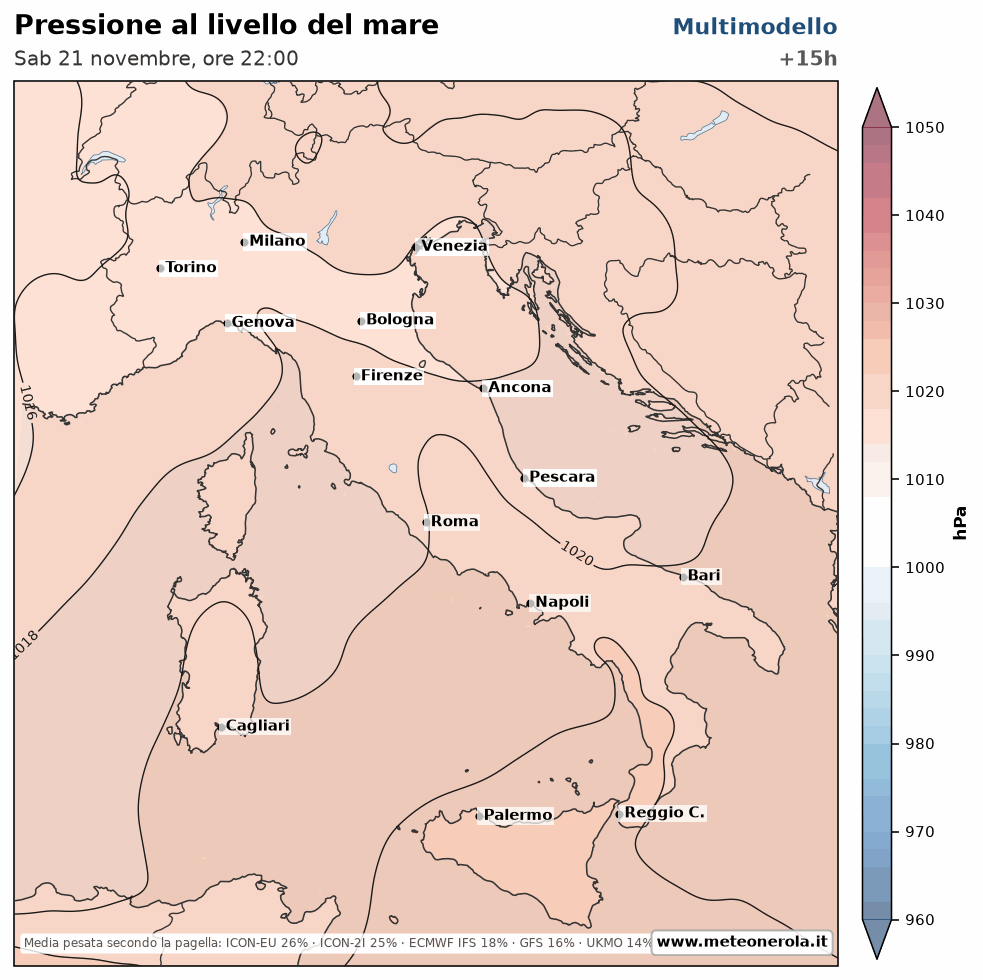 Pressione al livello del mare
Multimodello
Sab 21 novembre, ore 22:00
+15h
1050
1040
1030
1020
1010
1000
990
980
970
960
hPa
Milano
Venezia
Torino
Genova
Bologna
Firenze
Ancona
1016
Pescara
Roma
1020
Bari
Napoli
1018
Cagliari
Palermo
Reggio C.
Media pesata secondo la pagella: ICON-EU 26% · ICON-2I 25% · ECMWF IFS 18% · GFS 16% · UKMO 14%
www.meteonerola.it